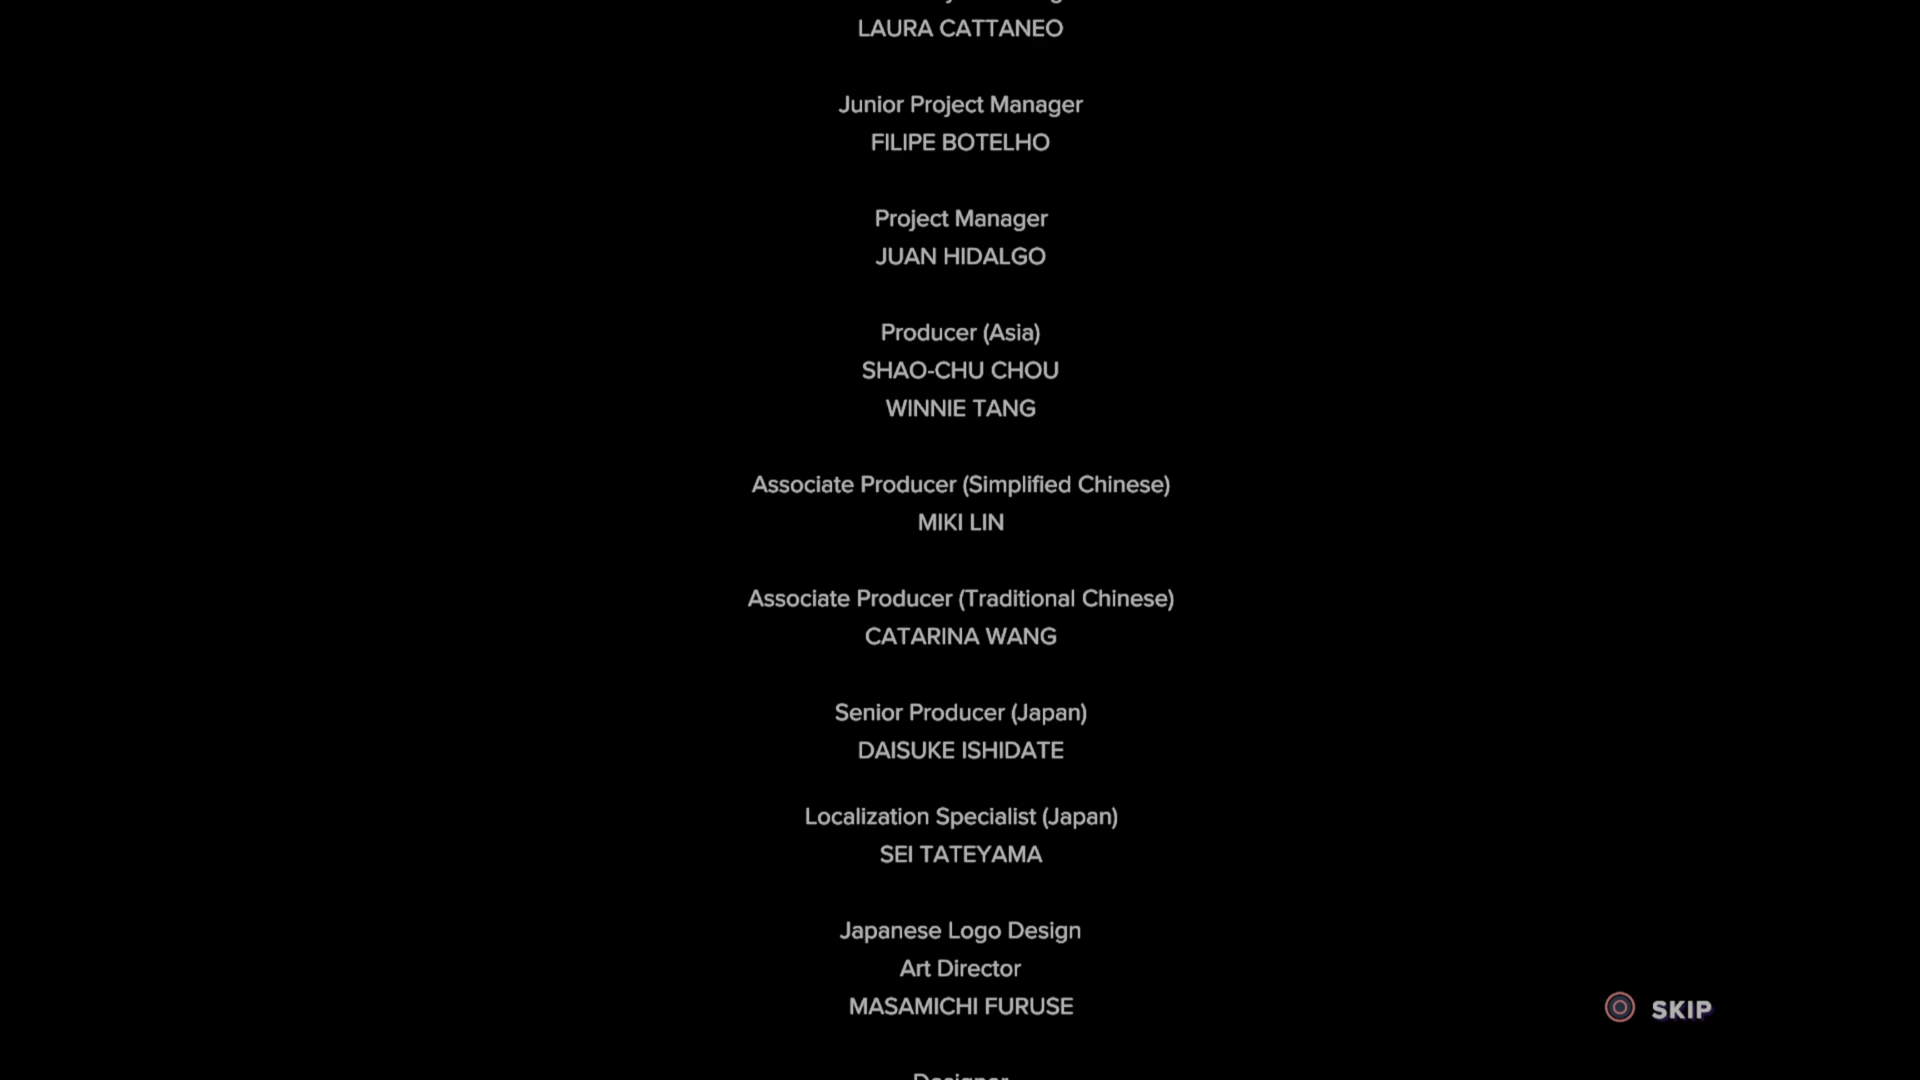 LAURA CATTANEO
Junior Project Manager
FILIPE BOTELHO
Project Manager
JUAN HIDALGO
Producer (Asia)
SHAO-CHU CHOU
WINNIE TANG
Associate Producer (Simplified Chinese)
MIKI LIN
Associate Producer (Traditional Chinese)
CATARINA WANG
Senior Producer (Japan)
DAISUKE ISHIDATE
Localization Specialist (Japan)
SEI TATEYAMA
Japanese Logo Design
Art Director
MASAMICHI FURUSE
SKIP
Designer